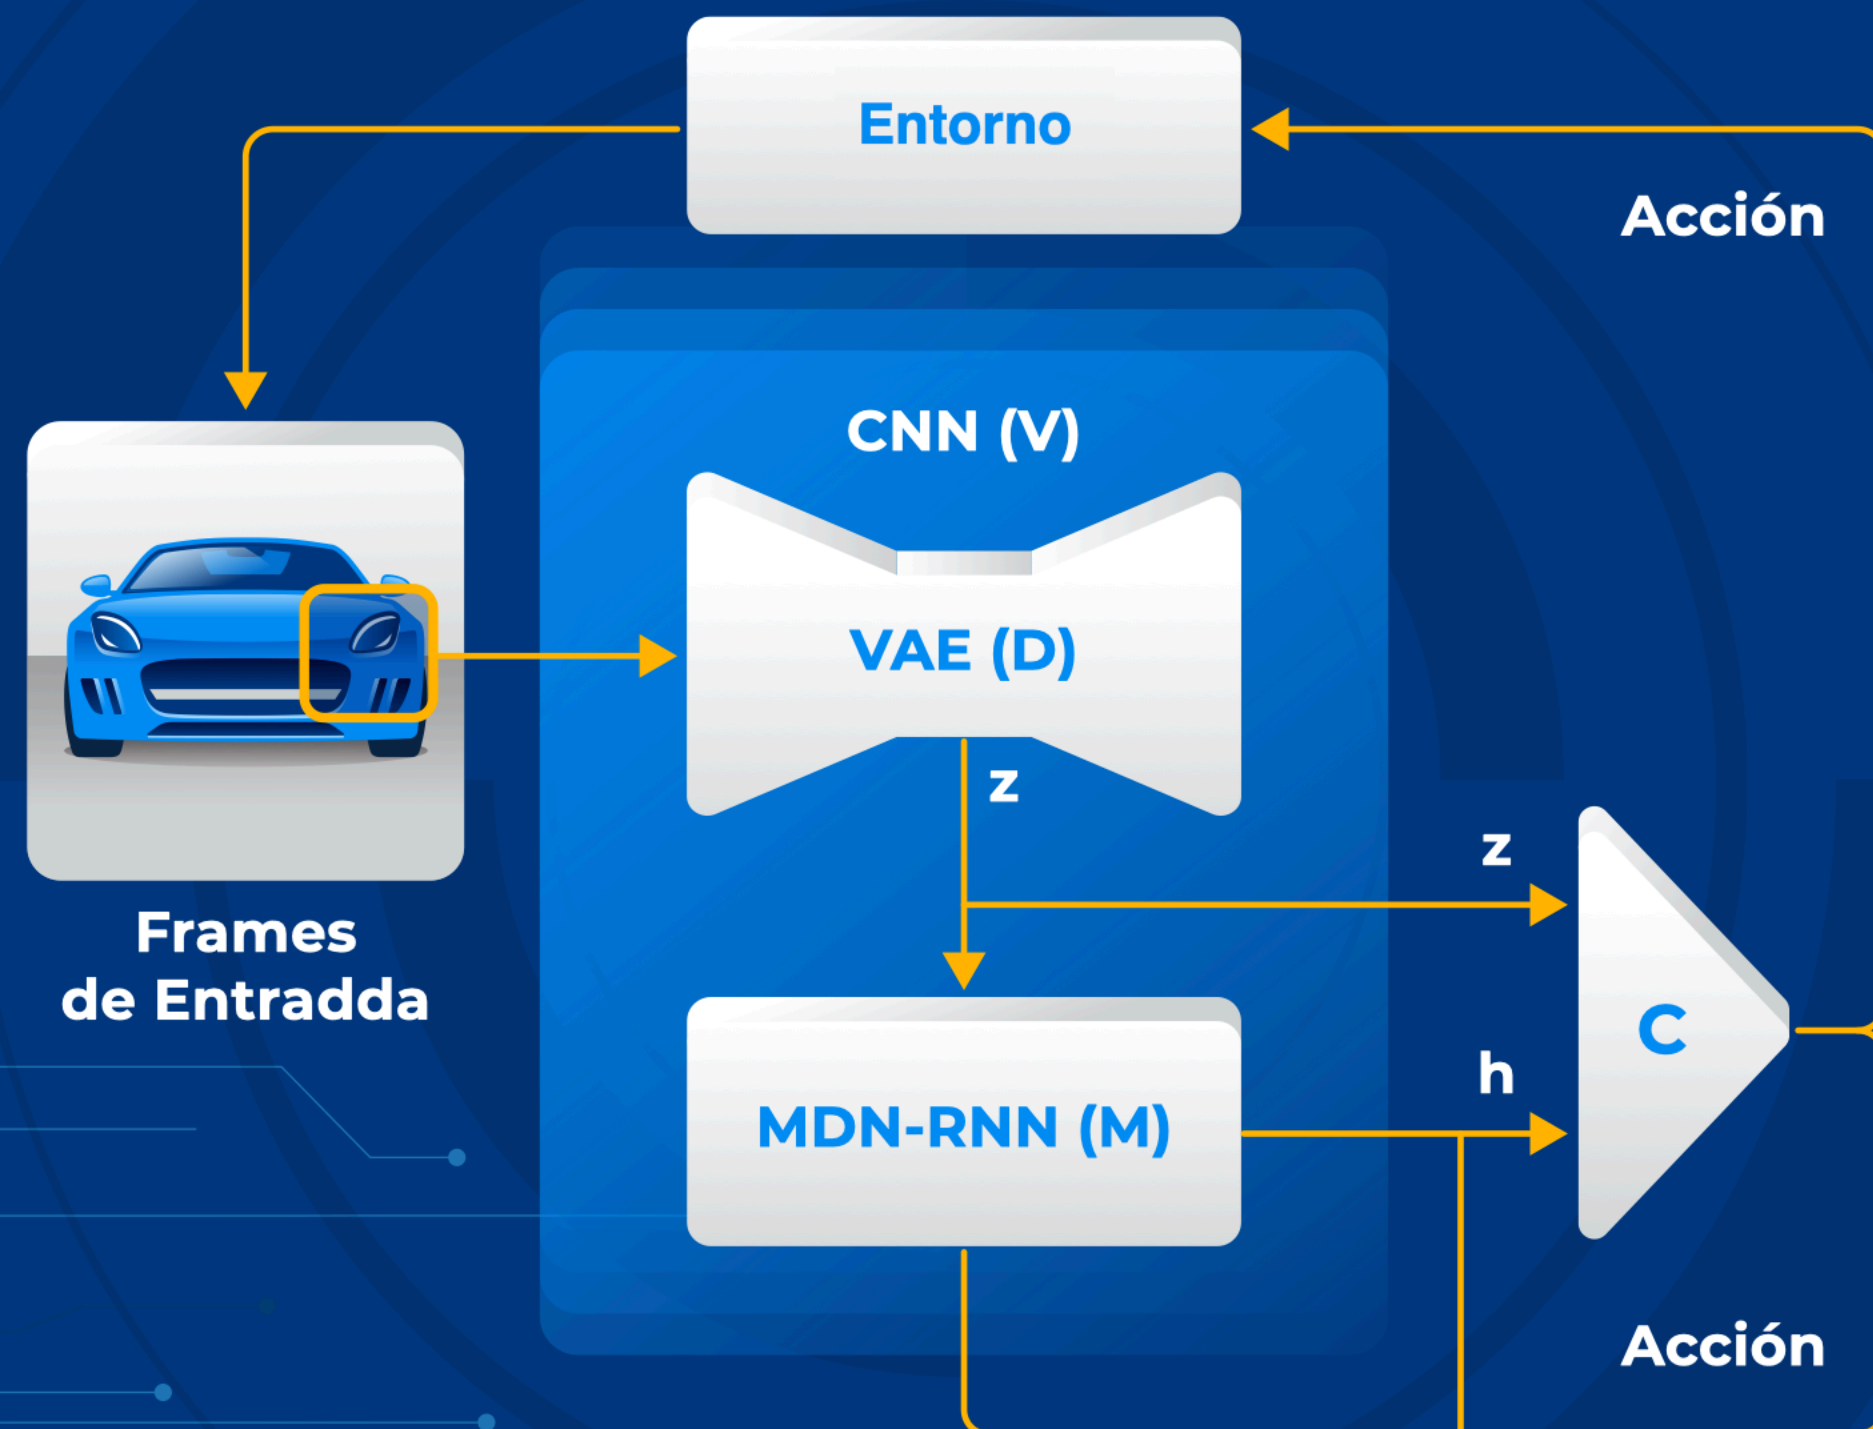 Entorno
Acción
CNN (V)
VAE (D)
z
z
Frames
de Entradda
C
h
MDN-RNN (M)
Acción